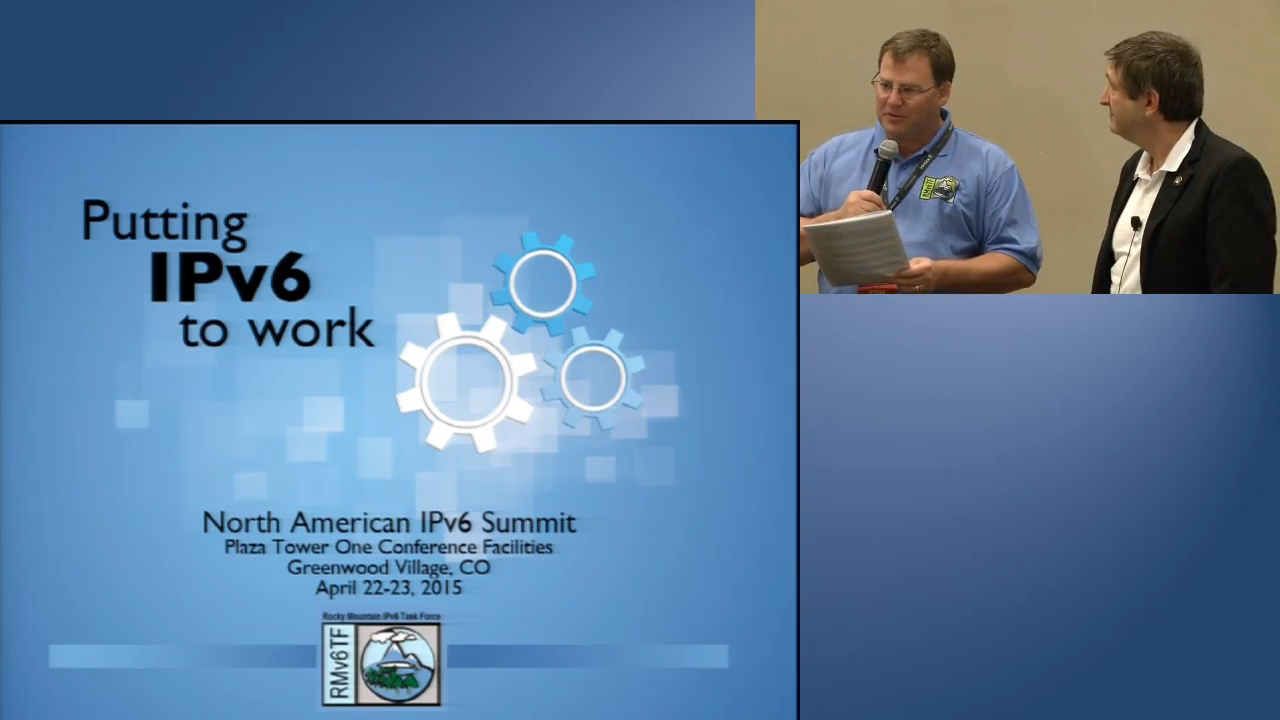 Putting
IPv6
to work
North American IPv6 Summit
Plaza Tower One Conference Facilities
Greenwood Village, CO
April 22-23, 2015
Rocky Mountain IPv6 Task Force
RMv6TF